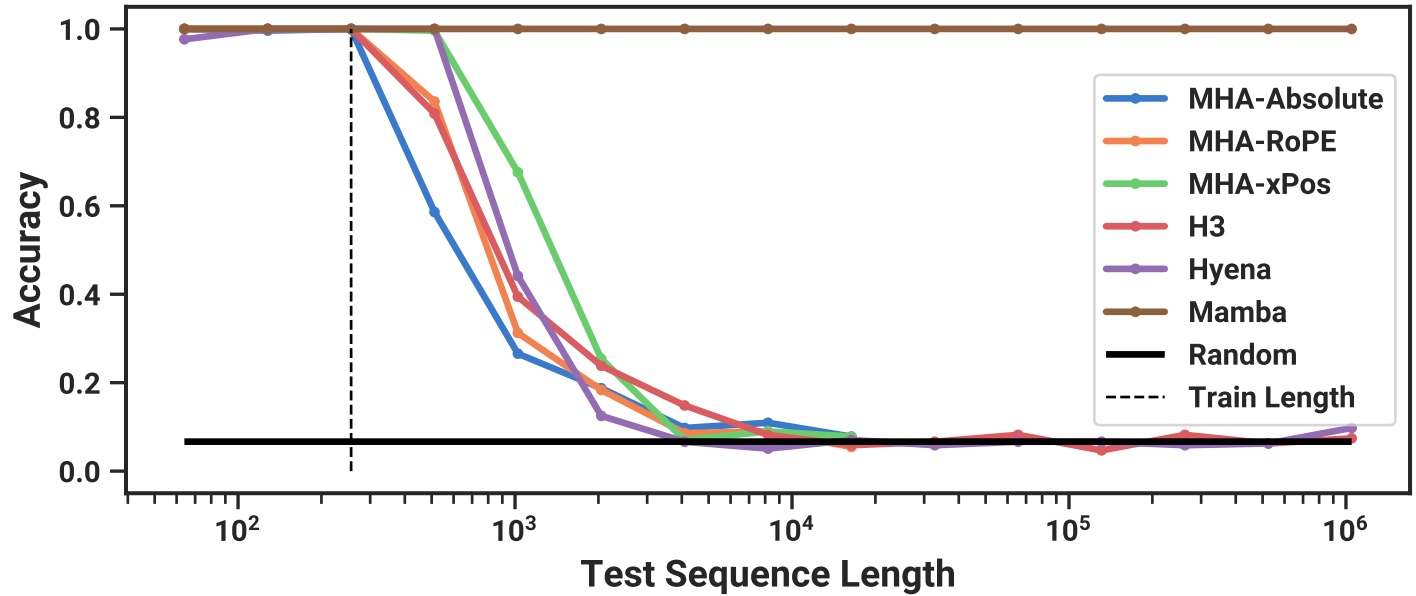 1.0
0.8
0.6
0.4
0.2
0.0
Accuracy
10²
10³
10⁴
10⁵
10⁶
Test Sequence Length
MHA-Absolute
MHA-RoPE
MHA-xPos
H3
Hyena
Mamba
Random
Train Length